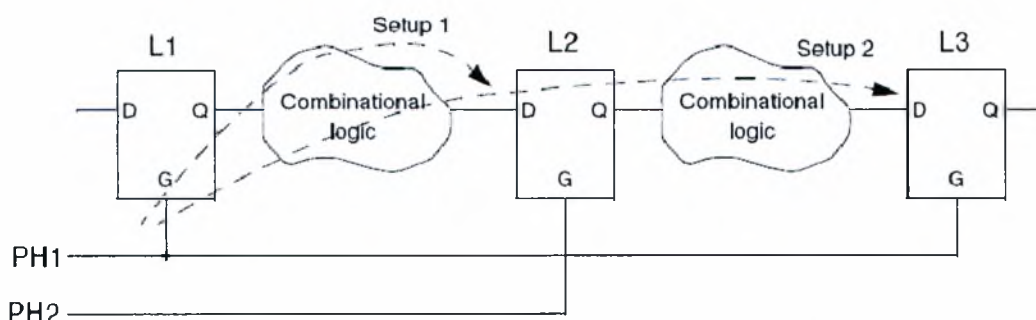 Setup 1
L1
L2
Setup 2
L3
D
Q
Combinational
logic
D
Q
Combinational
logic
D
Q
G
G
G
PH1
PH2